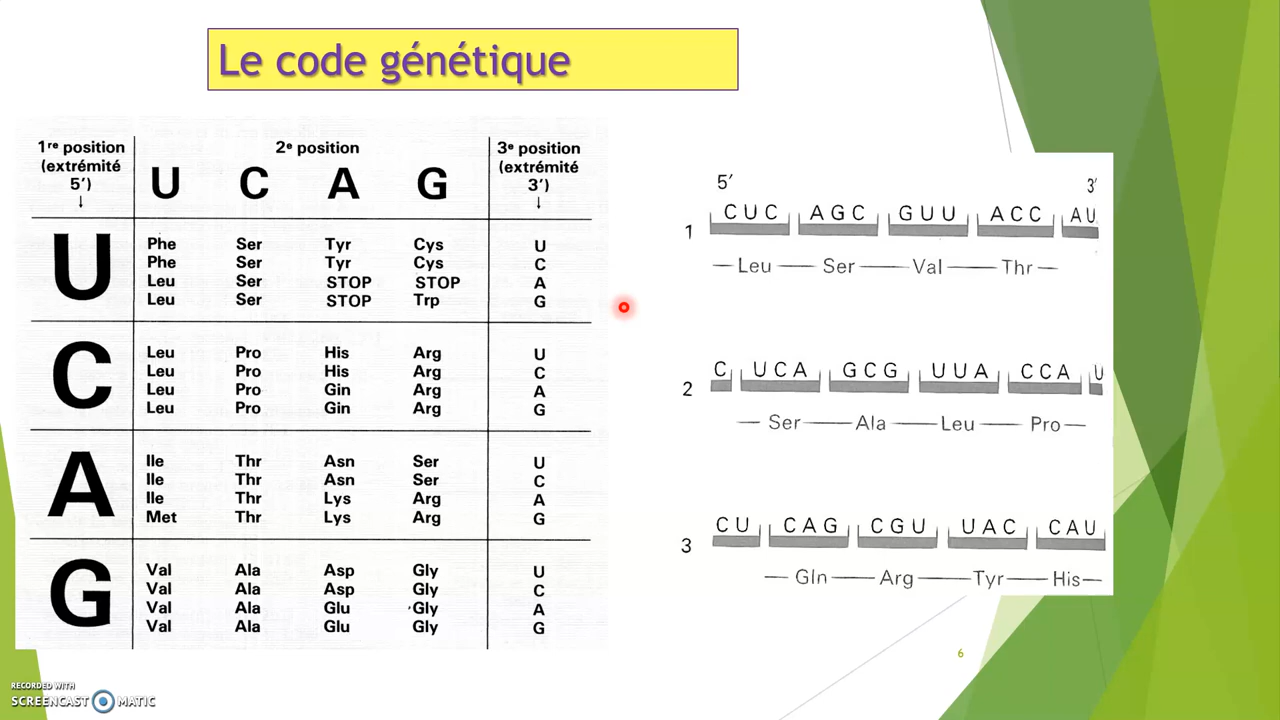 Le code génétique
1re position
(extrémité
5')
↓
2e position
U C A G
3e position
(extrémité
3')
↓
U
Phe Ser Tyr Cys U
Phe Ser Tyr Cys C
Leu Ser STOP STOP A
Leu Ser STOP Trp G
C
Leu Pro His Arg U
Leu Pro His Arg C
Leu Pro Gin Arg A
Leu Pro Gin Arg G
A
Ile Thr Asn Ser U
Ile Thr Asn Ser C
Ile Thr Lys Arg A
Met Thr Lys Arg G
G
Val Ala Asp Gly U
Val Ala Asp Gly C
Val Ala Glu Gly A
Val Ala Glu Gly G
5' 3'
1 CUC AGC GUU ACC AU
— Leu — Ser — Val — Thr —
2 C UCA GCG UUA CCA U
— Ser — Ala — Leu — Pro —
3 CU CAG CGU UAC CAU
— Gln — Arg — Tyr — His —
6
RECORDED WITH
SCREENCAST MATIC